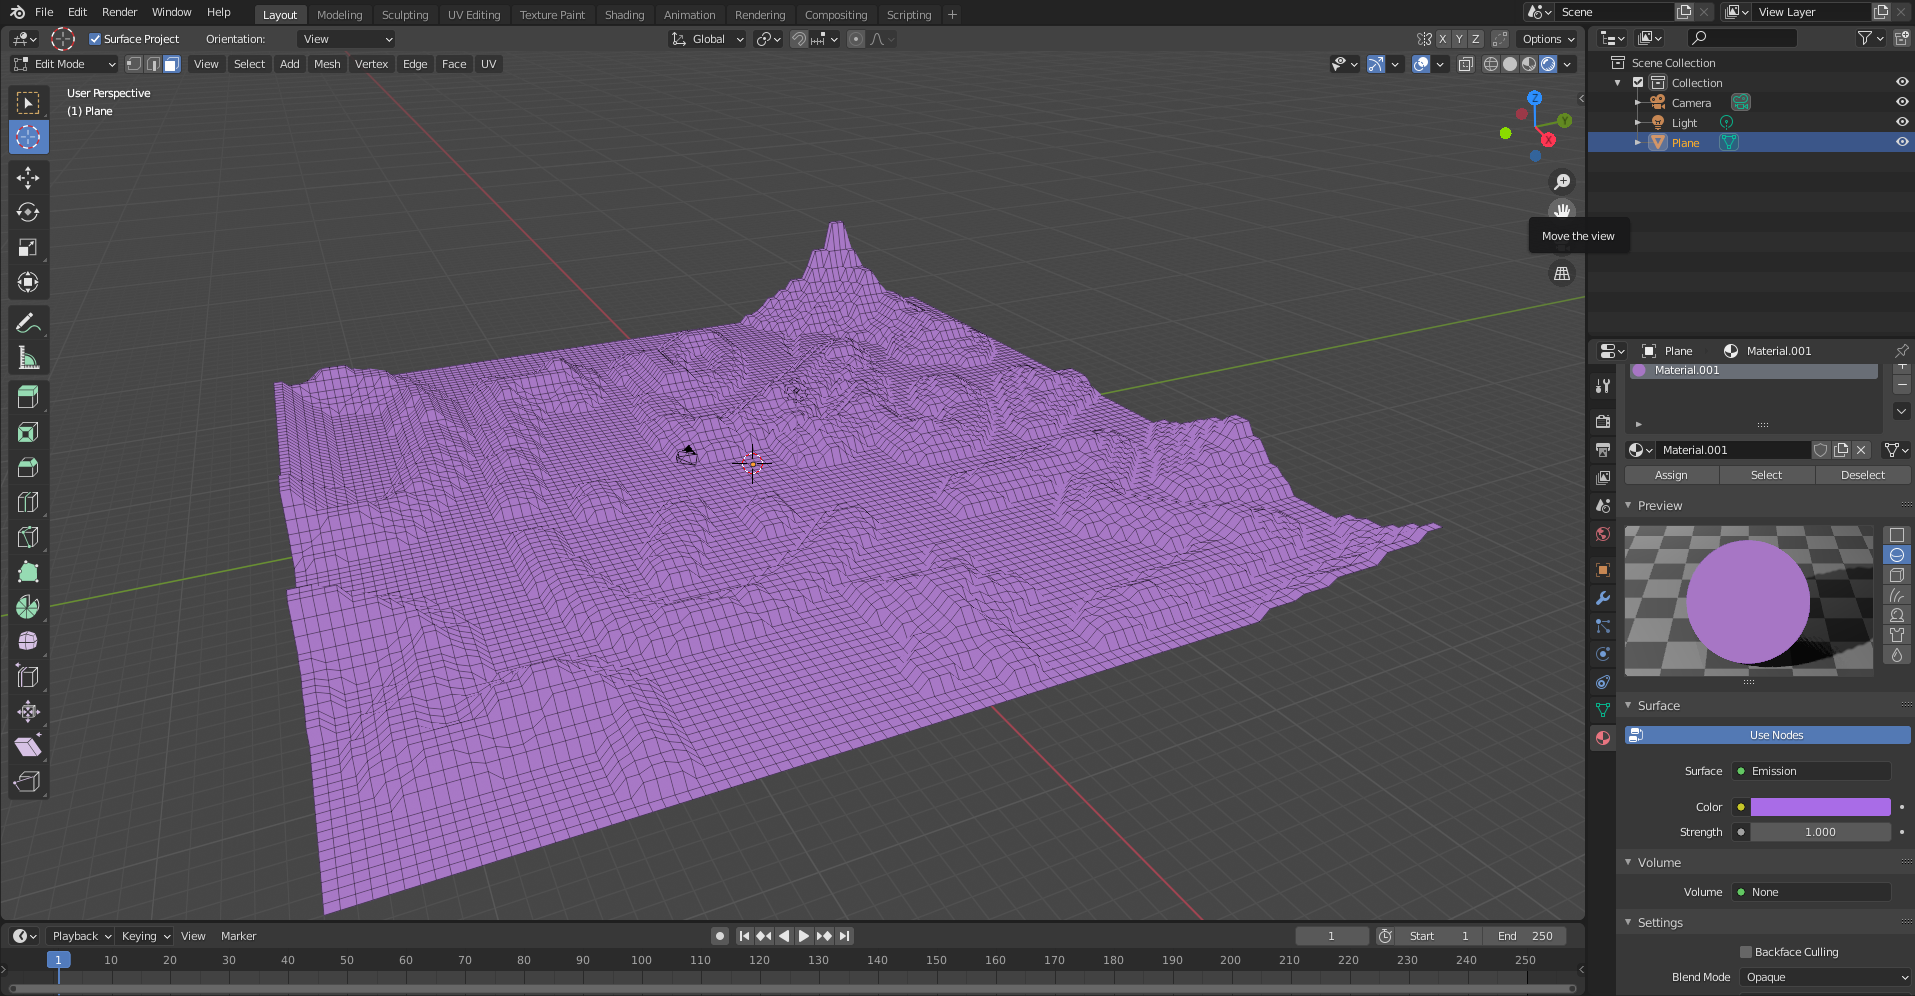 File Edit Render Window Help Layout Modeling Sculpting UV Editing Texture Paint Shading Animation Rendering Compositing Scripting + Scene View Layer
Surface Project Orientation: View Global X Y Z Options
Edit Mode View Select Add Mesh Vertex Edge Face UV
User Perspective
(1) Plane
Z
Y
X
Move the view
Scene Collection
Collection
Camera
Light
Plane
Plane Material.001
Material.001
Material.001
Assign Select Deselect
Preview
Surface
Use Nodes
Surface Emission
Color
Strength 1.000
Volume
Volume None
Settings
Backface Culling
Blend Mode Opaque
Playback Keying View Marker 1 Start 1 End 250
1 10 20 30 40 50 60 70 80 90 100 110 120 130 140 150 160 170 180 190 200 210 220 230 240 250